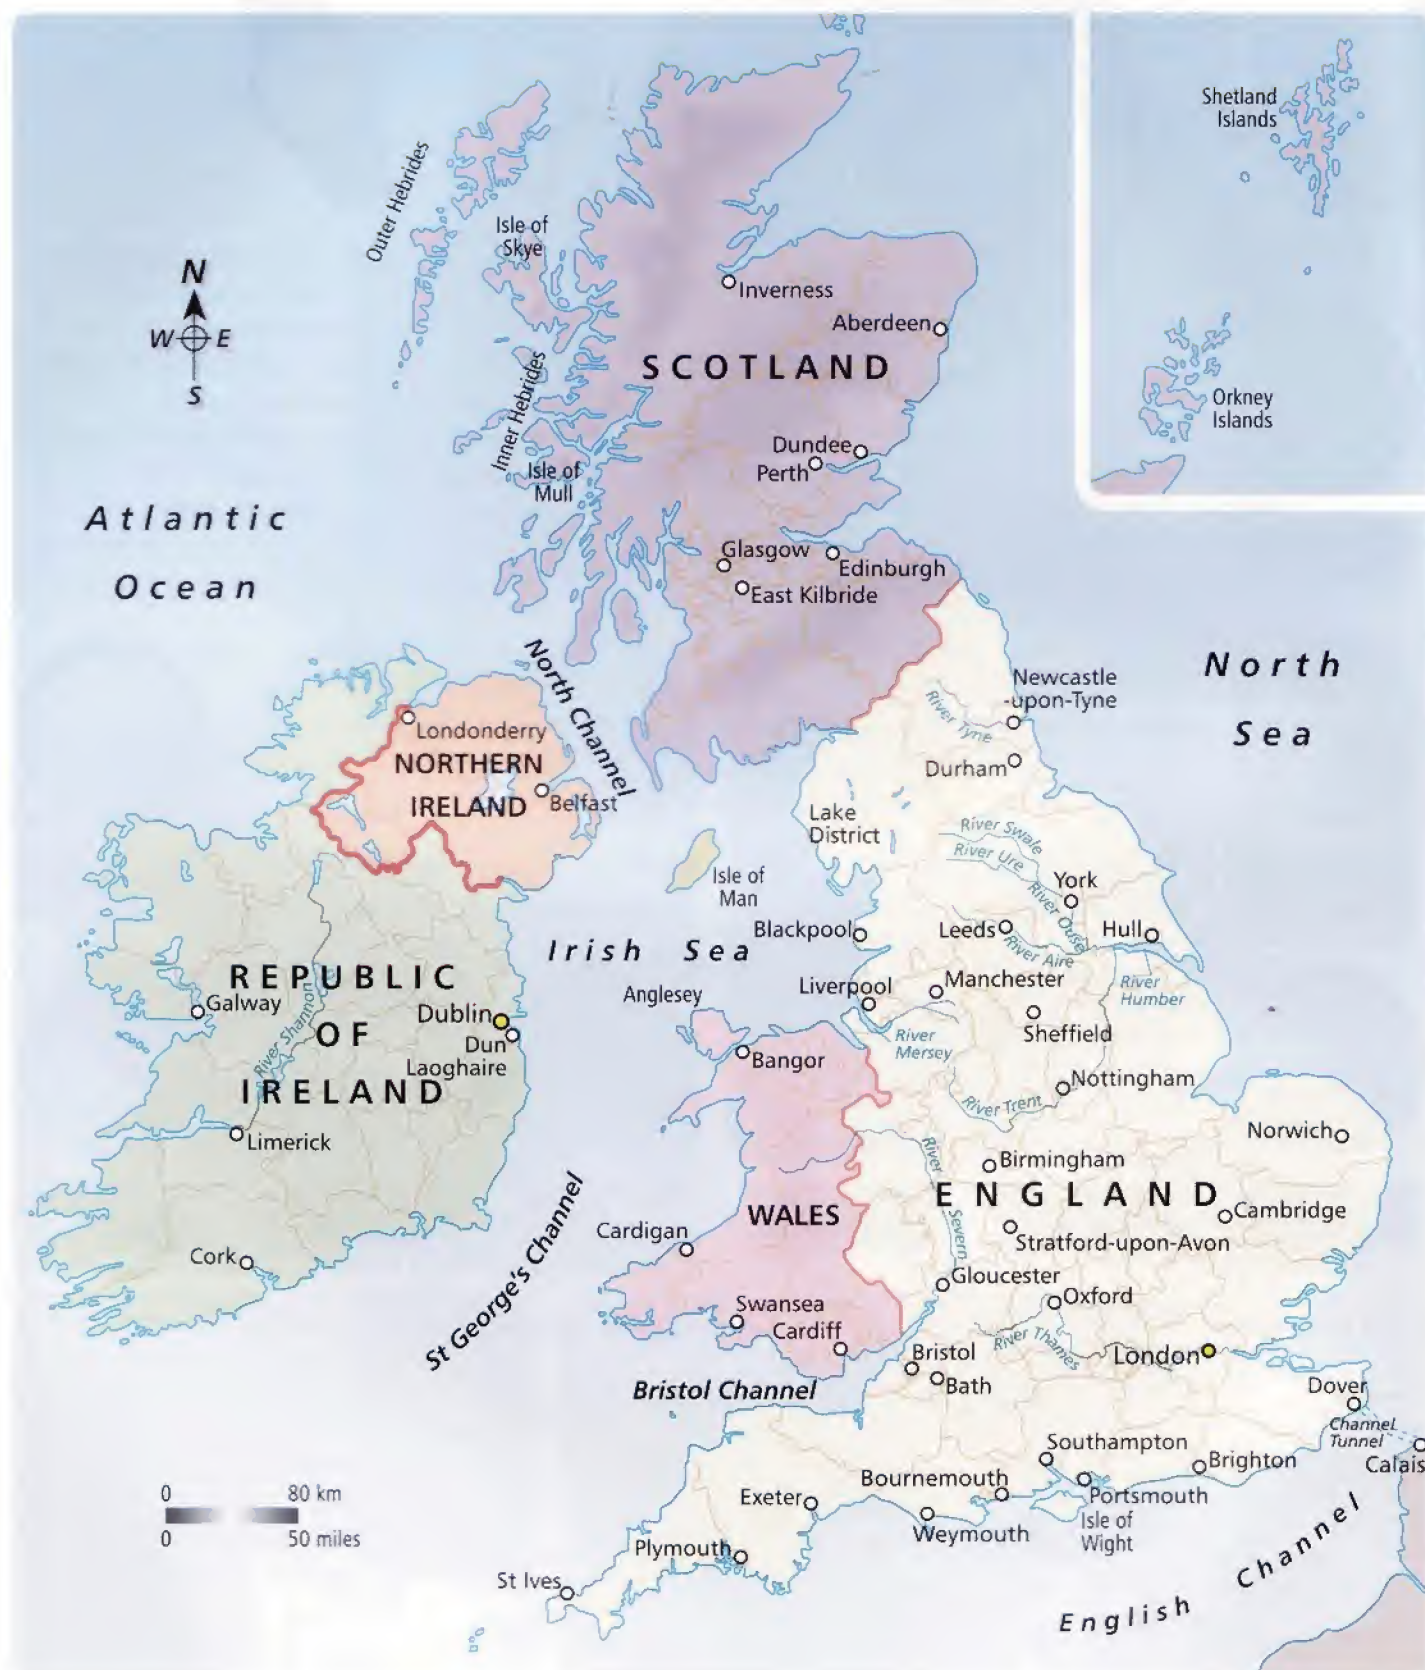 Shetland
Islands
Orkney
Islands
Outer Hebrides
Isle of
Skye
N
W E
S
Inverness
Aberdeen
SCOTLAND
Inner Hebrides
Isle of
Mull
Dundee
Perth
Atlantic
Ocean
Glasgow
Edinburgh
East Kilbride
North Channel
North
Sea
Newcastle
-upon-Tyne
River Tyne
Durham
Londonderry
NORTHERN
IRELAND
Belfast
Lake
District
River Swale
River Ure
York
River Ouse
Isle of
Man
Blackpool
Leeds
Hull
River Aire
Irish Sea
Anglesey
Liverpool
Manchester
River
Humber
Sheffield
River
Mersey
REPUBLIC
OF
IRELAND
Galway
River Shannon
Dublin
Dun
Laoghaire
Bangor
Nottingham
River Trent
Limerick
Norwich
Birmingham
River Severn
ENGLAND
WALES
Cambridge
Stratford-upon-Avon
Cardigan
Cork
St George's Channel
Gloucester
Oxford
Swansea
Cardiff
River Thames
London
Bristol
Bath
Bristol Channel
Dover
Channel
Tunnel
Calais
Southampton
Brighton
Bournemouth
Portsmouth
Exeter
Weymouth
Isle of
Wight
Plymouth
St Ives
English Channel
0 80 km
0 50 miles